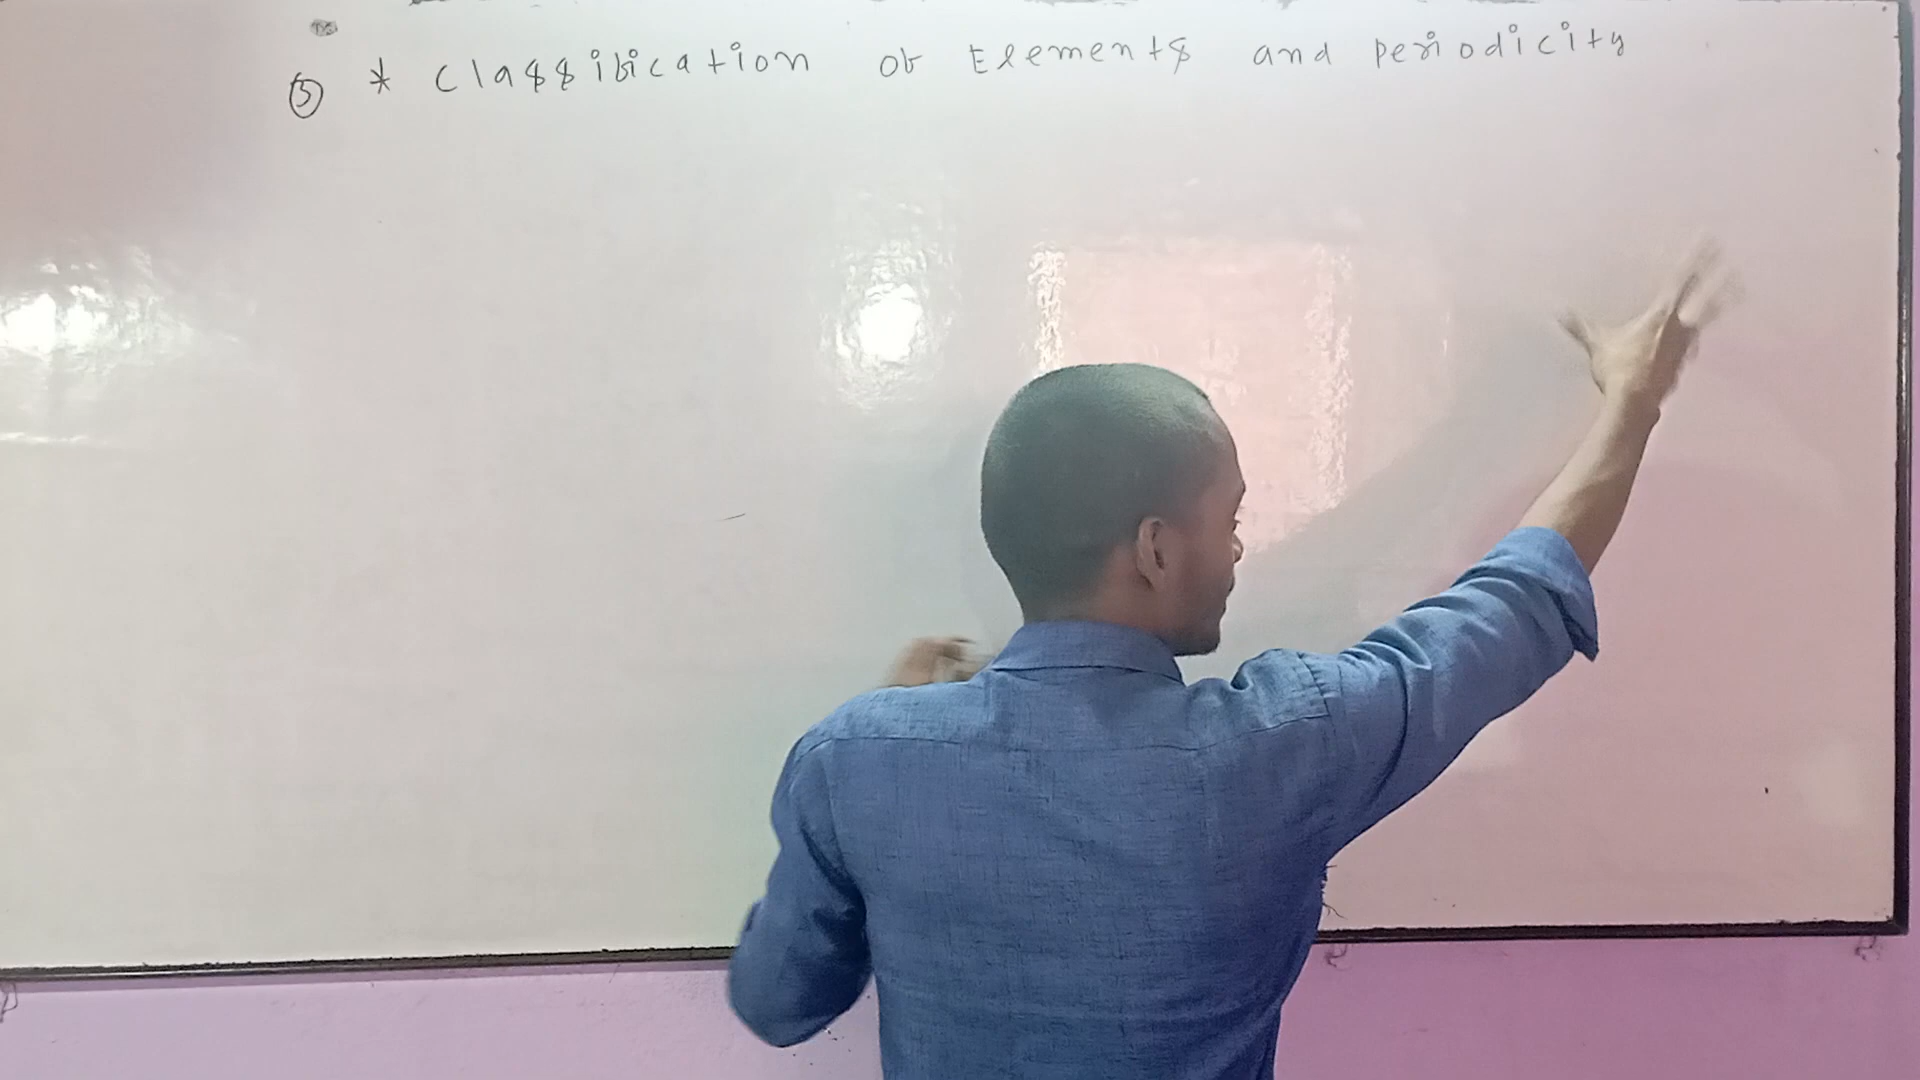 ⑤ * Classification of Elements and periodicity